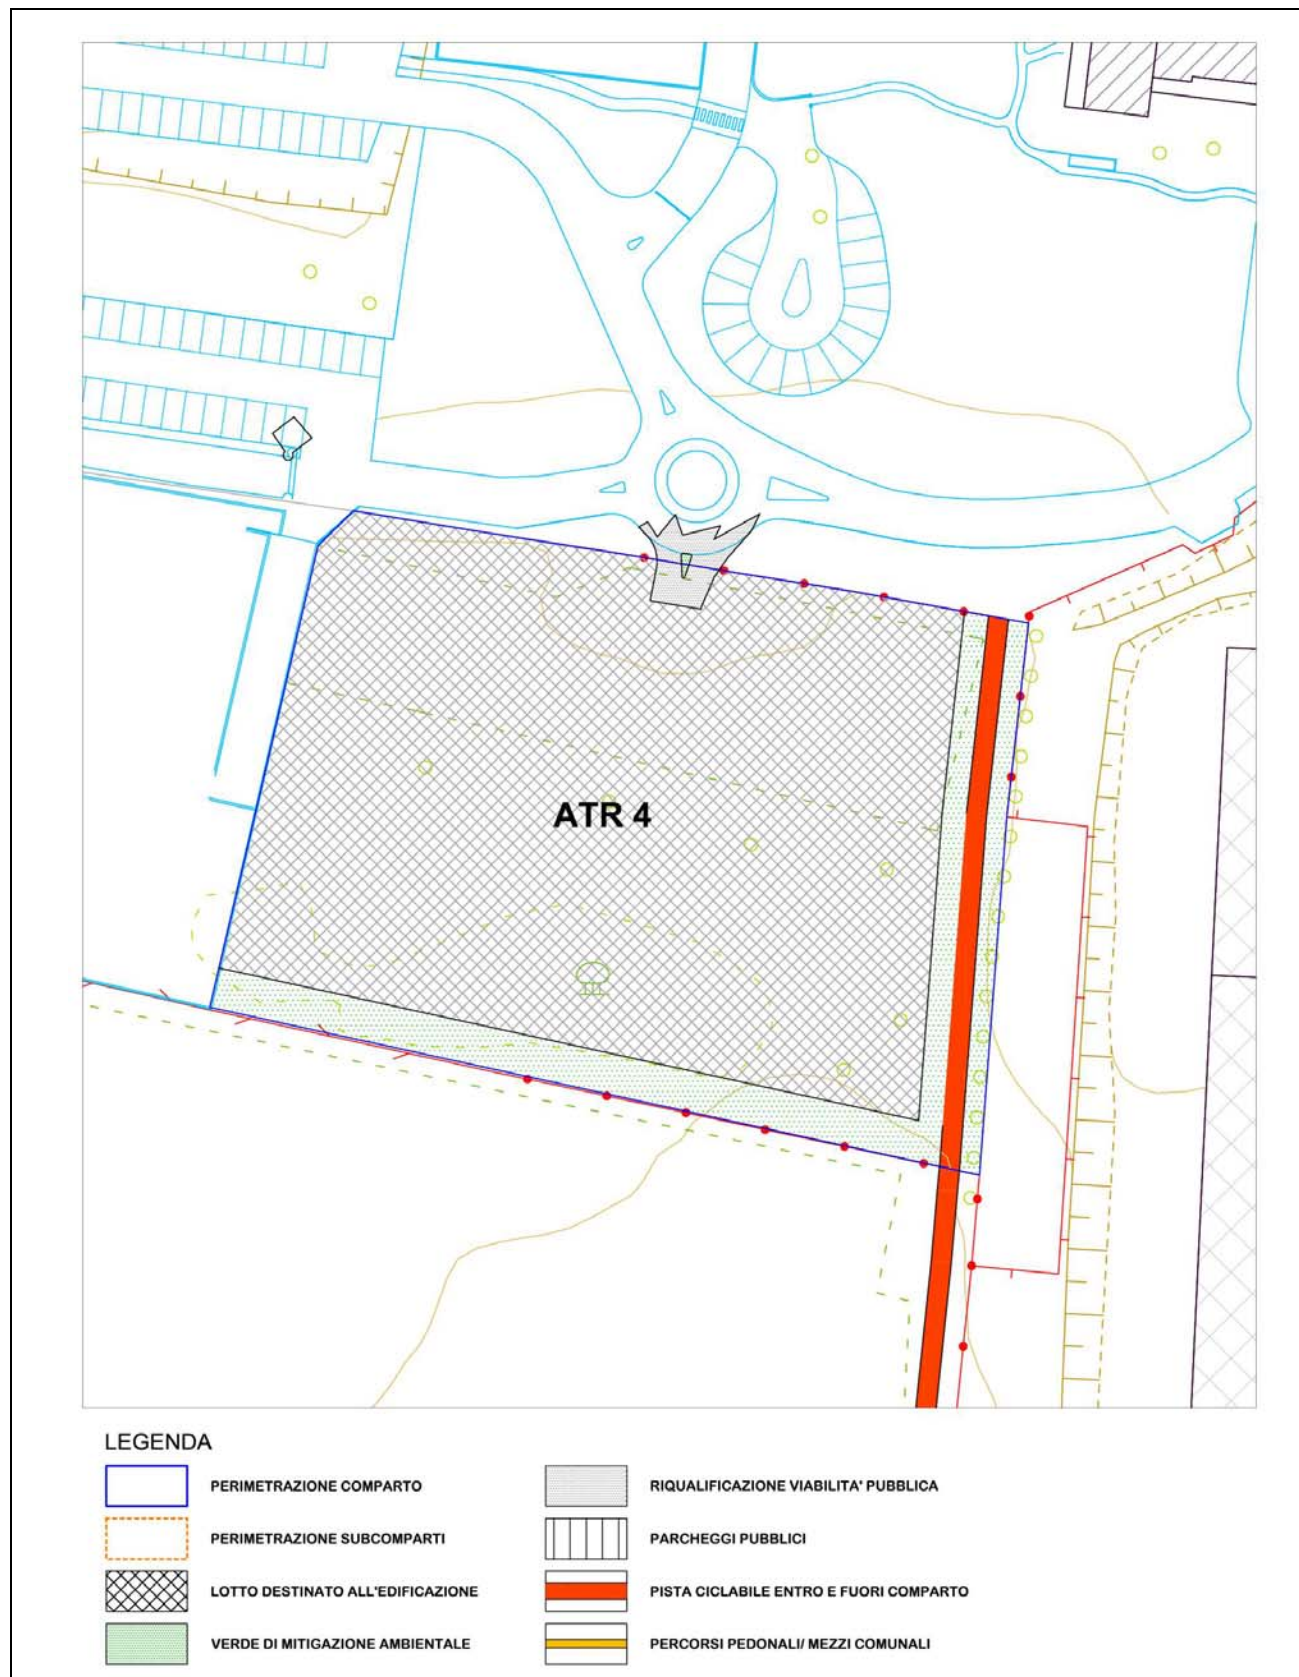 ATR 4
LEGENDA
PERIMETRAZIONE COMPARTO
RIQUALIFICAZIONE VIABILITA' PUBBLICA
PERIMETRAZIONE SUBCOMPARTI
PARCHEGGI PUBBLICI
LOTTO DESTINATO ALL'EDIFICAZIONE
PISTA CICLABILE ENTRO E FUORI COMPARTO
VERDE DI MITIGAZIONE AMBIENTALE
PERCORSI PEDONALI/ MEZZI COMUNALI